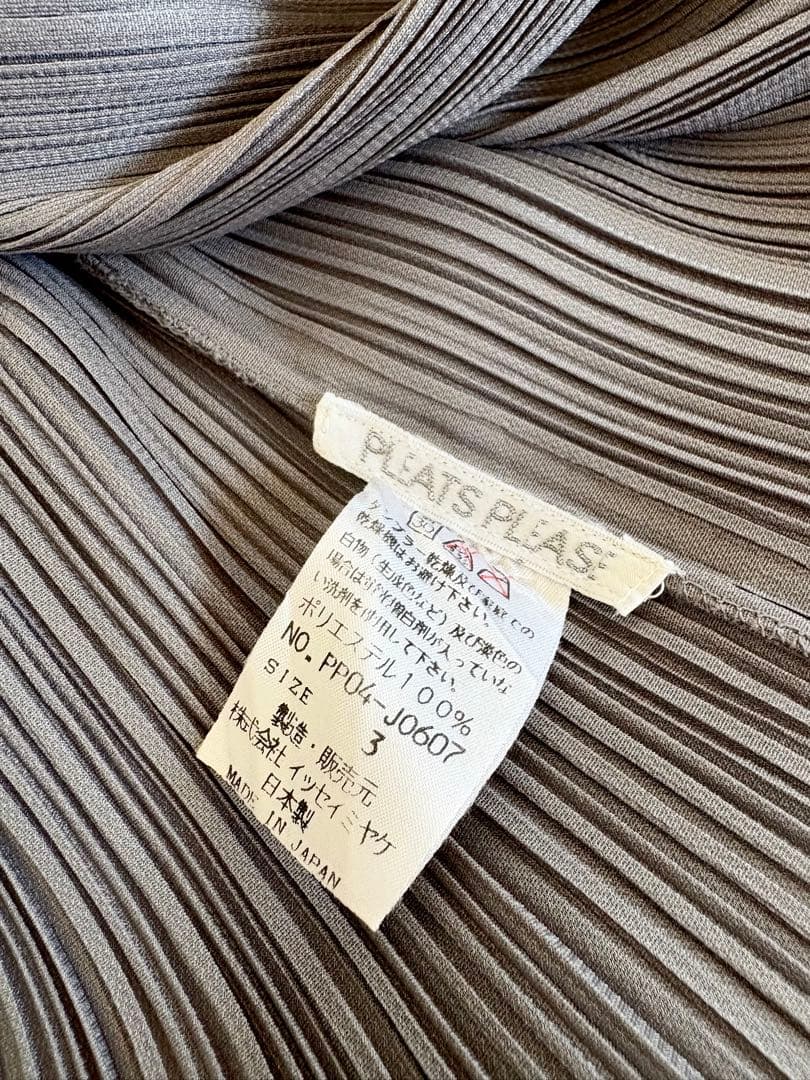 PLEATS PLEASE
30
タンブラー乾燥及び
乾燥機はお避け下さい。
白物(生成色など)及び淡色の
場合は蛍光増白剤が入っていな
い洗剤を使用して下さい。
ポリエステル100%
NO. PP04-J0607
SIZE 3
製造・販売元
株式会社イッセイミヤケ
日本製
MADE IN JAPAN